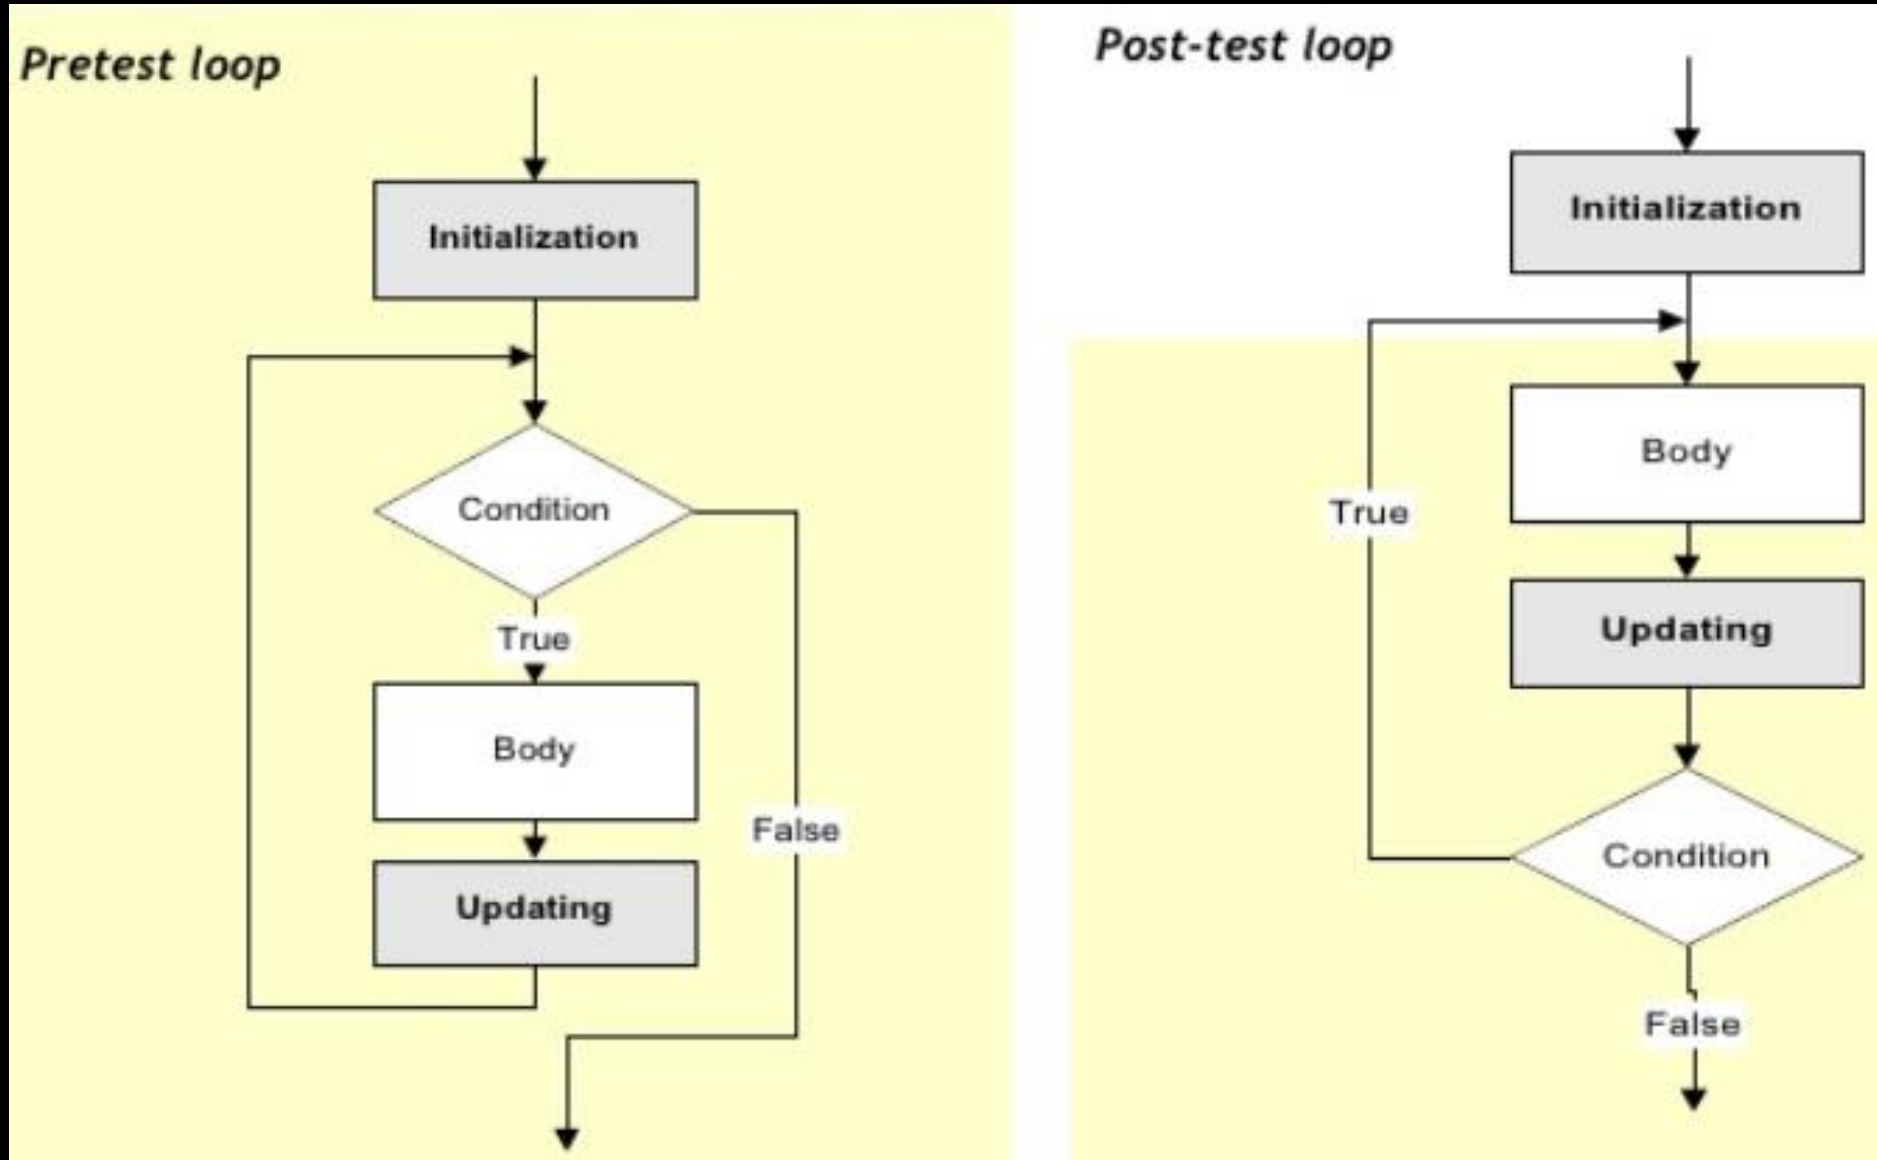 Pretest loop
Initialization
Condition
True
Body
False
Updating
Post-test loop
Initialization
Body
True
Updating
Condition
False